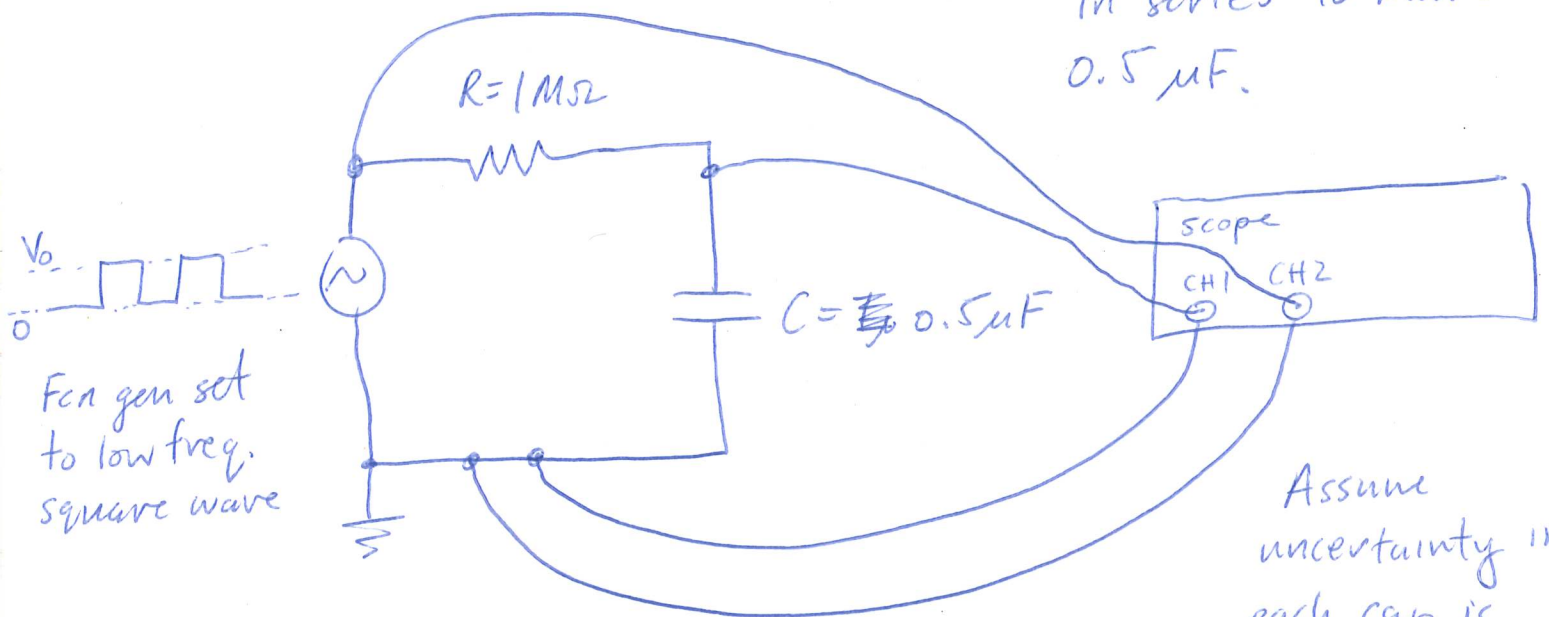 in series to
0.5 μF.
R=1MΩ
scope
CH1 CH2
V₀
0
C= 0.5μF
Fcn gen set
to low freq.
square wave
Assume
uncertainty
each cap is